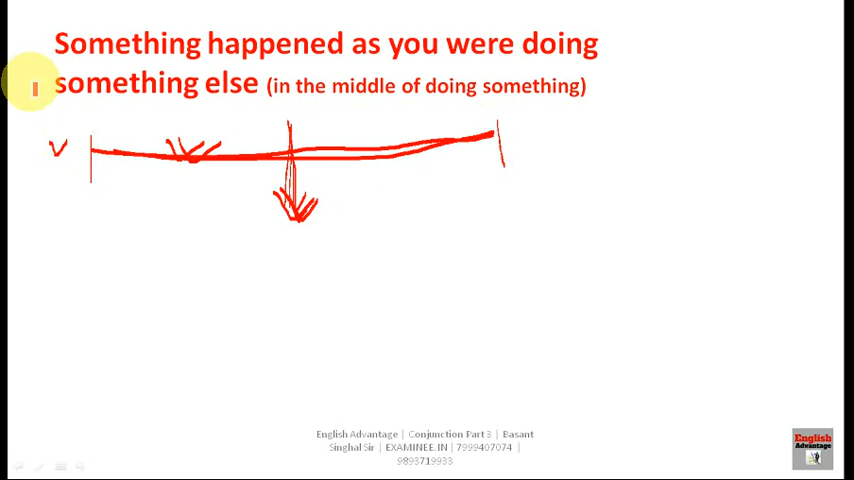 Something happened as you were doing
something else (in the middle of doing something)
v
English Advantage | Conjunction Part 3 | Basant
Singhal Sir | EXAMINEE.IN | 7999407074 |
9893719933
English
Advantage